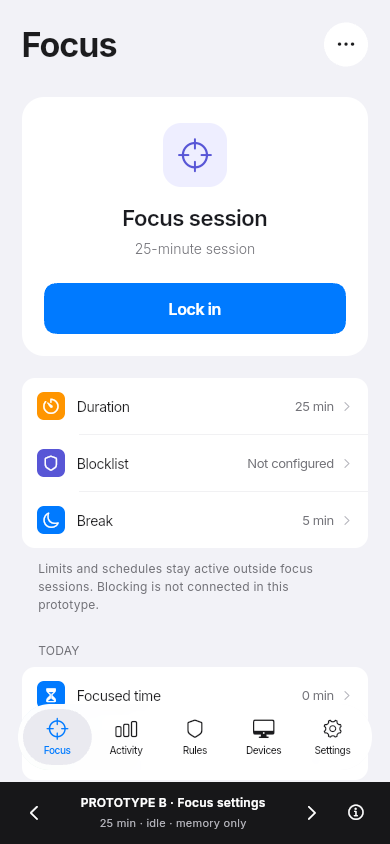 Focus
Focus session
25-minute session
Lock in
Duration 25 min
Blocklist Not configured
Break 5 min
Limits and schedules stay active outside focus
sessions. Blocking is not connected in this
prototype.
TODAY
Focused time 0 min
Focus Activity Rules Devices Settings
PROTOTYPE B · Focus settings
25 min · idle · memory only